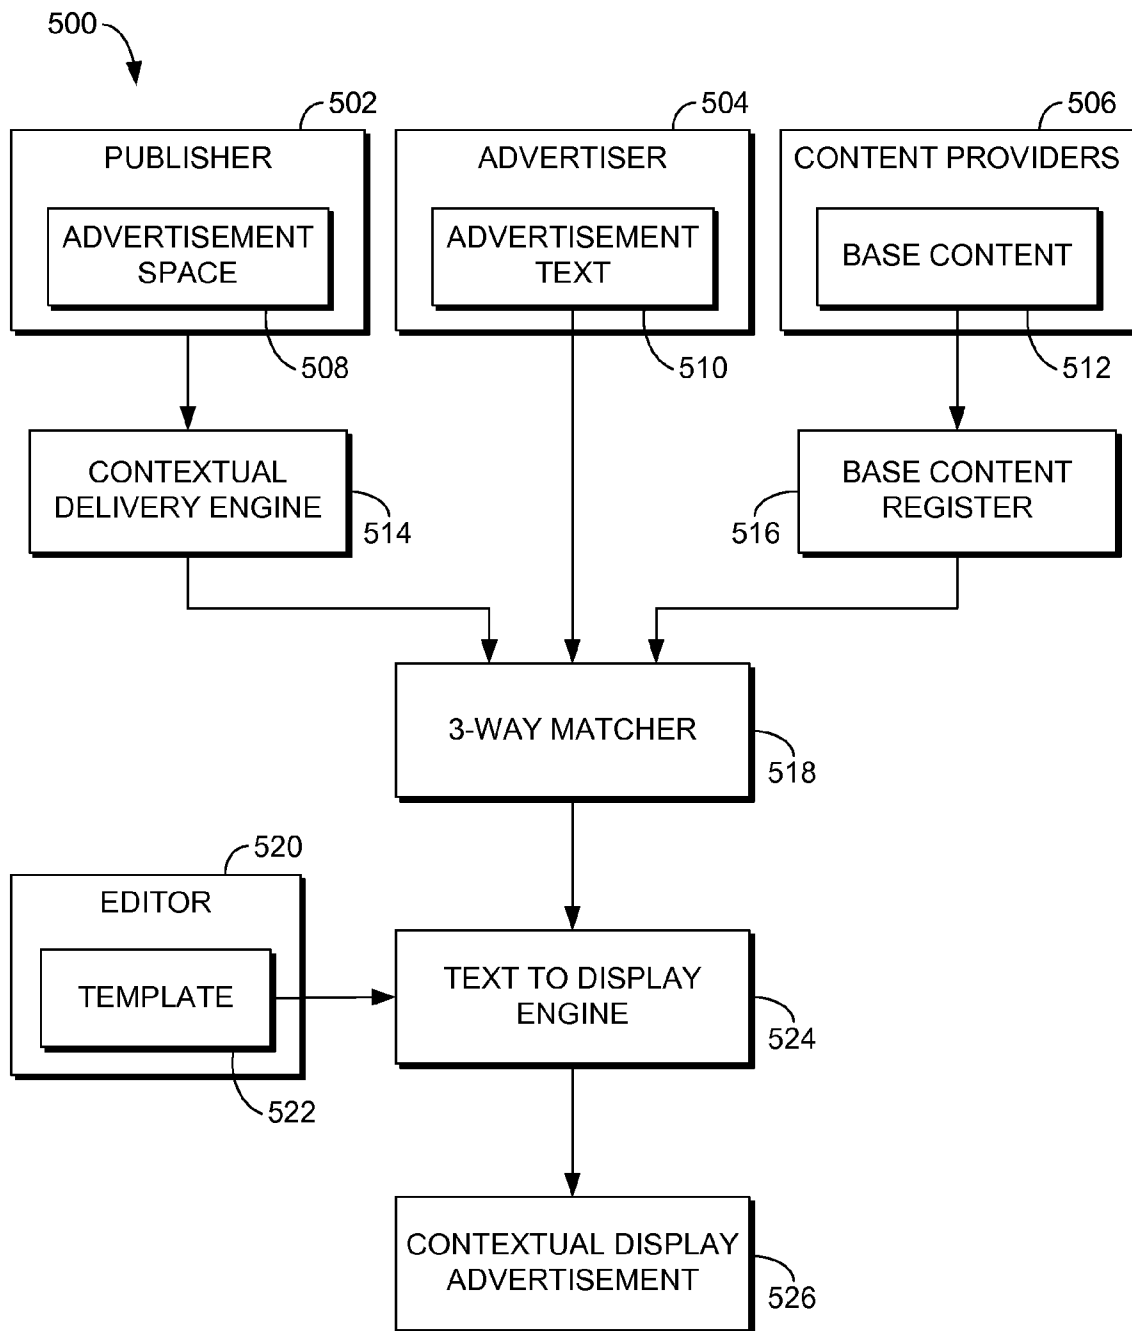 500
502
504
506
PUBLISHER
ADVERTISER
CONTENT PROVIDERS
ADVERTISEMENT
SPACE
ADVERTISEMENT
TEXT
BASE CONTENT
508
510
512
CONTEXTUAL
DELIVERY ENGINE
514
BASE CONTENT
REGISTER
516
3-WAY MATCHER
518
520
EDITOR
TEMPLATE
522
TEXT TO DISPLAY
ENGINE
524
CONTEXTUAL DISPLAY
ADVERTISEMENT
526